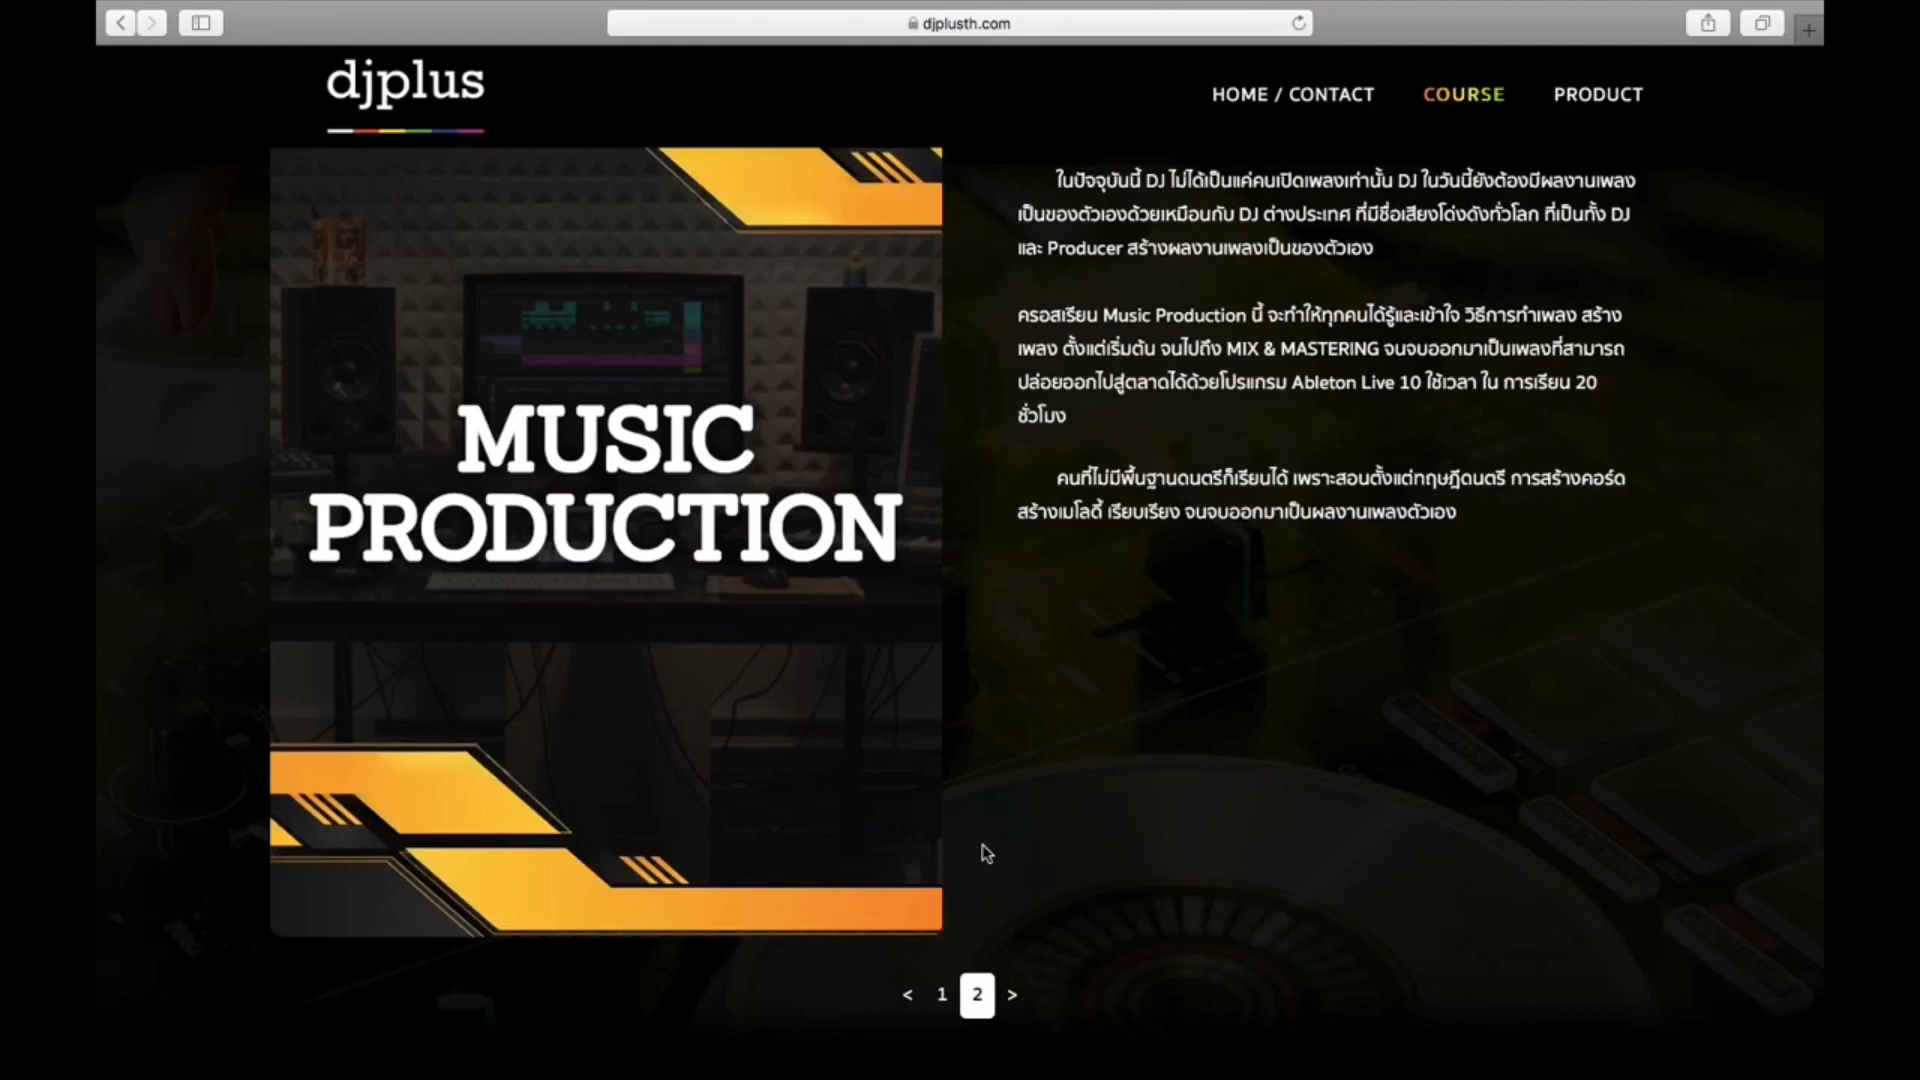 djplusth.com
djplus
HOME / CONTACT
COURSE
PRODUCT
MUSIC
PRODUCTION
ในปัจจุบันนี้ DJ ไม่ได้เป็นแค่คนเปิดเพลงเท่านั้น DJ ในวันนี้ยังต้องมีผลงานเพลง
เป็นของตัวเองด้วยเหมือนกับ DJ ต่างประเทศ ที่มีชื่อเสียงโด่งดังทั่วโลก ที่เป็นทั้ง DJ
และ Producer สร้างผลงานเพลงเป็นของตัวเอง
ครอสเรียน Music Production นี้ จะทำให้ทุกคนได้รู้และเข้าใจ วิธีการทำเพลง สร้าง
เพลง ตั้งแต่เริ่มต้น จนไปถึง MIX & MASTERING จนจบออกมาเป็นเพลงที่สามารถ
ปล่อยออกไปสู่ตลาดได้ด้วยโปรแกรม Ableton Live 10 ใช้เวลา ใน การเรียน 20
ชั่วโมง
คนที่ไม่มีพื้นฐานดนตรีก็เรียนได้ เพราะสอนตั้งแต่ทฤษฎีดนตรี การสร้างคอร์ด
สร้างเมโลดี้ เรียบเรียง จนจบออกมาเป็นผลงานเพลงตัวเอง
< 1 2 >